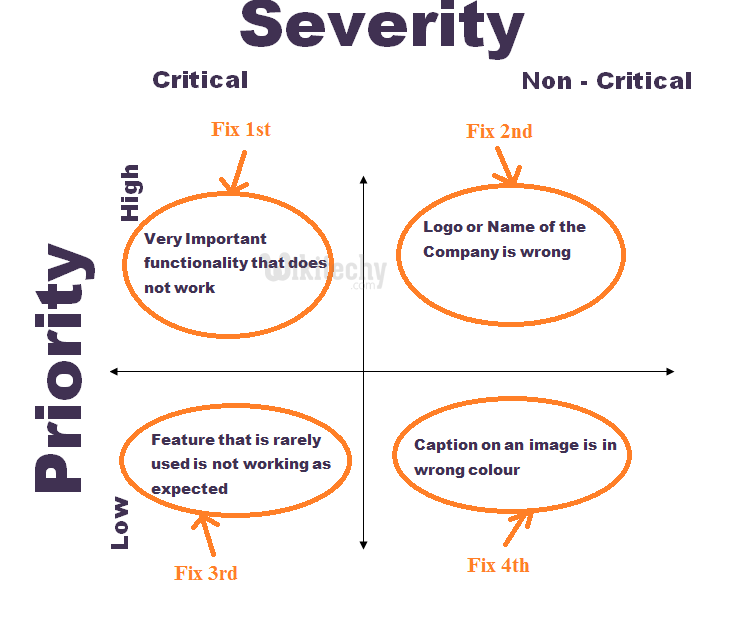 Severity
Critical
Non - Critical
Fix 1st
Fix 2nd
High
Very Important
functionality that does
not work
Logo or Name of the
Company is wrong
Wikitechy
.com
Priority
Feature that is rarely
used is not working as
expected
Caption on an image is in
wrong colour
Low
Fix 3rd
Fix 4th